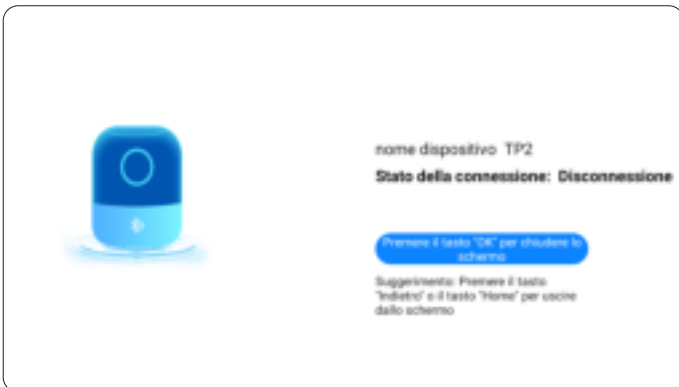 nome dispositivo TP2
Stato della connessione: Disconnessione
Premere il tasto "OK" per chiudere lo
schermo
Suggerimento: Premere il tasto
"Indietro" o il tasto "Home" per uscire
dallo schermo